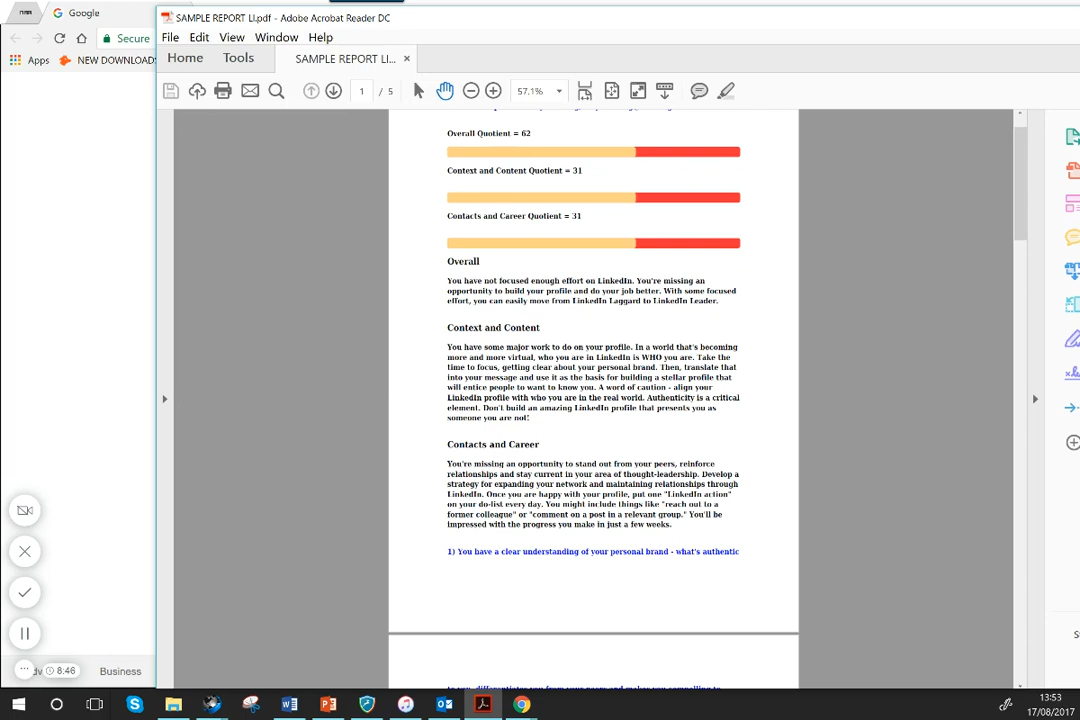 Google
SAMPLE REPORT LI.pdf - Adobe Acrobat Reader DC
Secure
File Edit View Window Help
Apps NEW DOWNLOAD
Home Tools SAMPLE REPORT LI... ×
1 / 5 57.1%
Overall Quotient = 62
Context and Content Quotient = 31
Contacts and Career Quotient = 31
Overall
You have not focused enough effort on LinkedIn. You're missing an
opportunity to build your profile and do your job better. With some focused
effort, you can easily move from LinkedIn Laggard to LinkedIn Leader.
Context and Content
You have some major work to do on your profile. In a world that's becoming
more and more virtual, who you are in LinkedIn is WHO you are. Take the
time to focus, getting clear about your personal brand. Then, translate that
into your message and use it as the basis for building a stellar profile that
will entice people to want to know you. A word of caution - align your
LinkedIn profile with who you are in the real world. Authenticity is a critical
element. Don't build an amazing LinkedIn profile that presents you as
someone you are not!
Contacts and Career
You're missing an opportunity to stand out from your peers, reinforce
relationships and stay current in your area of thought-leadership. Develop a
strategy for expanding your network and maintaining relationships through
LinkedIn. Once you are happy with your profile, put one "LinkedIn action"
on your do-list every day. You might include things like "reach out to a
former colleague" or "comment on a post in a relevant group." You'll be
impressed with the progress you make in just a few weeks.
1) You have a clear understanding of your personal brand - what's authentic
8:46 Business
13:53
17/08/2017